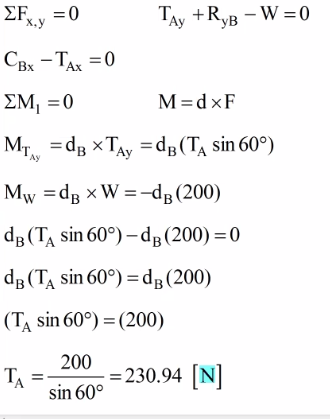 ΣF_{x,y} = 0 T_{Ay} + R_{yB} − W = 0
C_{Bx} − T_{Ax} = 0
ΣM_1 = 0 M = d × F
M_{T_{Ay}} = d_B × T_{Ay} = d_B (T_A sin 60°)
M_W = d_B × W = −d_B (200)
d_B (T_A sin 60°) − d_B (200) = 0
d_B (T_A sin 60°) = d_B (200)
(T_A sin 60°) = (200)
T_A = \frac{200}{sin 60°} = 230.94 [N]